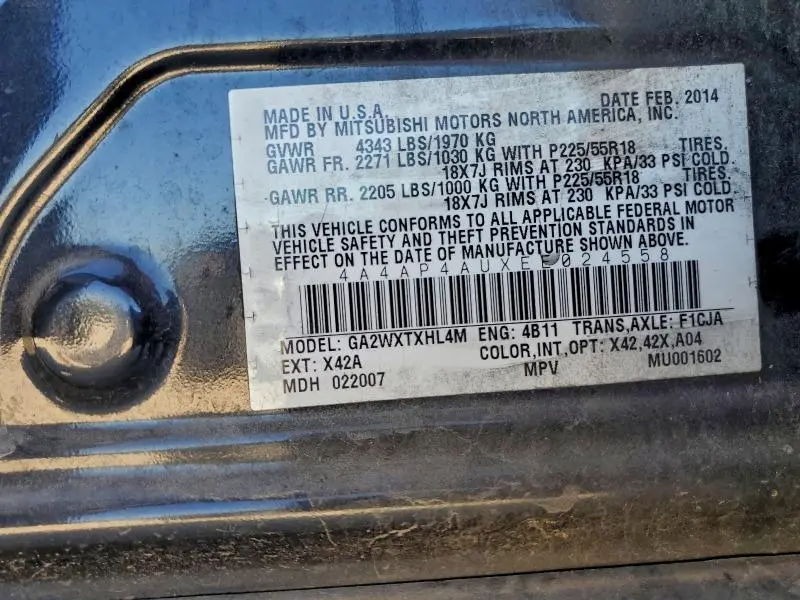 MADE IN U.S.A. DATE FEB. 2014
MFD BY MITSUBISHI MOTORS NORTH AMERICA, INC.
GVWR 4343 LBS/1970 KG
GAWR FR. 2271 LBS/1030 KG WITH P225/55R18 TIRES,
18X7J RIMS AT 230 KPA/33 PSI COLD.
GAWR RR. 2205 LBS/1000 KG WITH P225/55R18 TIRES,
18X7J RIMS AT 230 KPA/33 PSI COLD.
THIS VEHICLE CONFORMS TO ALL APPLICABLE FEDERAL MOTOR
VEHICLE SAFETY AND THEFT PREVENTION STANDARDS IN
EFFECT ON THE DATE OF MANUFACTURE SHOWN ABOVE.
4A4AP4AUXEE024558
MODEL: GA2WXTXHL4M ENG: 4B11 TRANS,AXLE: F1CJA
EXT: X42A COLOR,INT,OPT: X42,42X,A04
MDH 022007 MPV MU001602